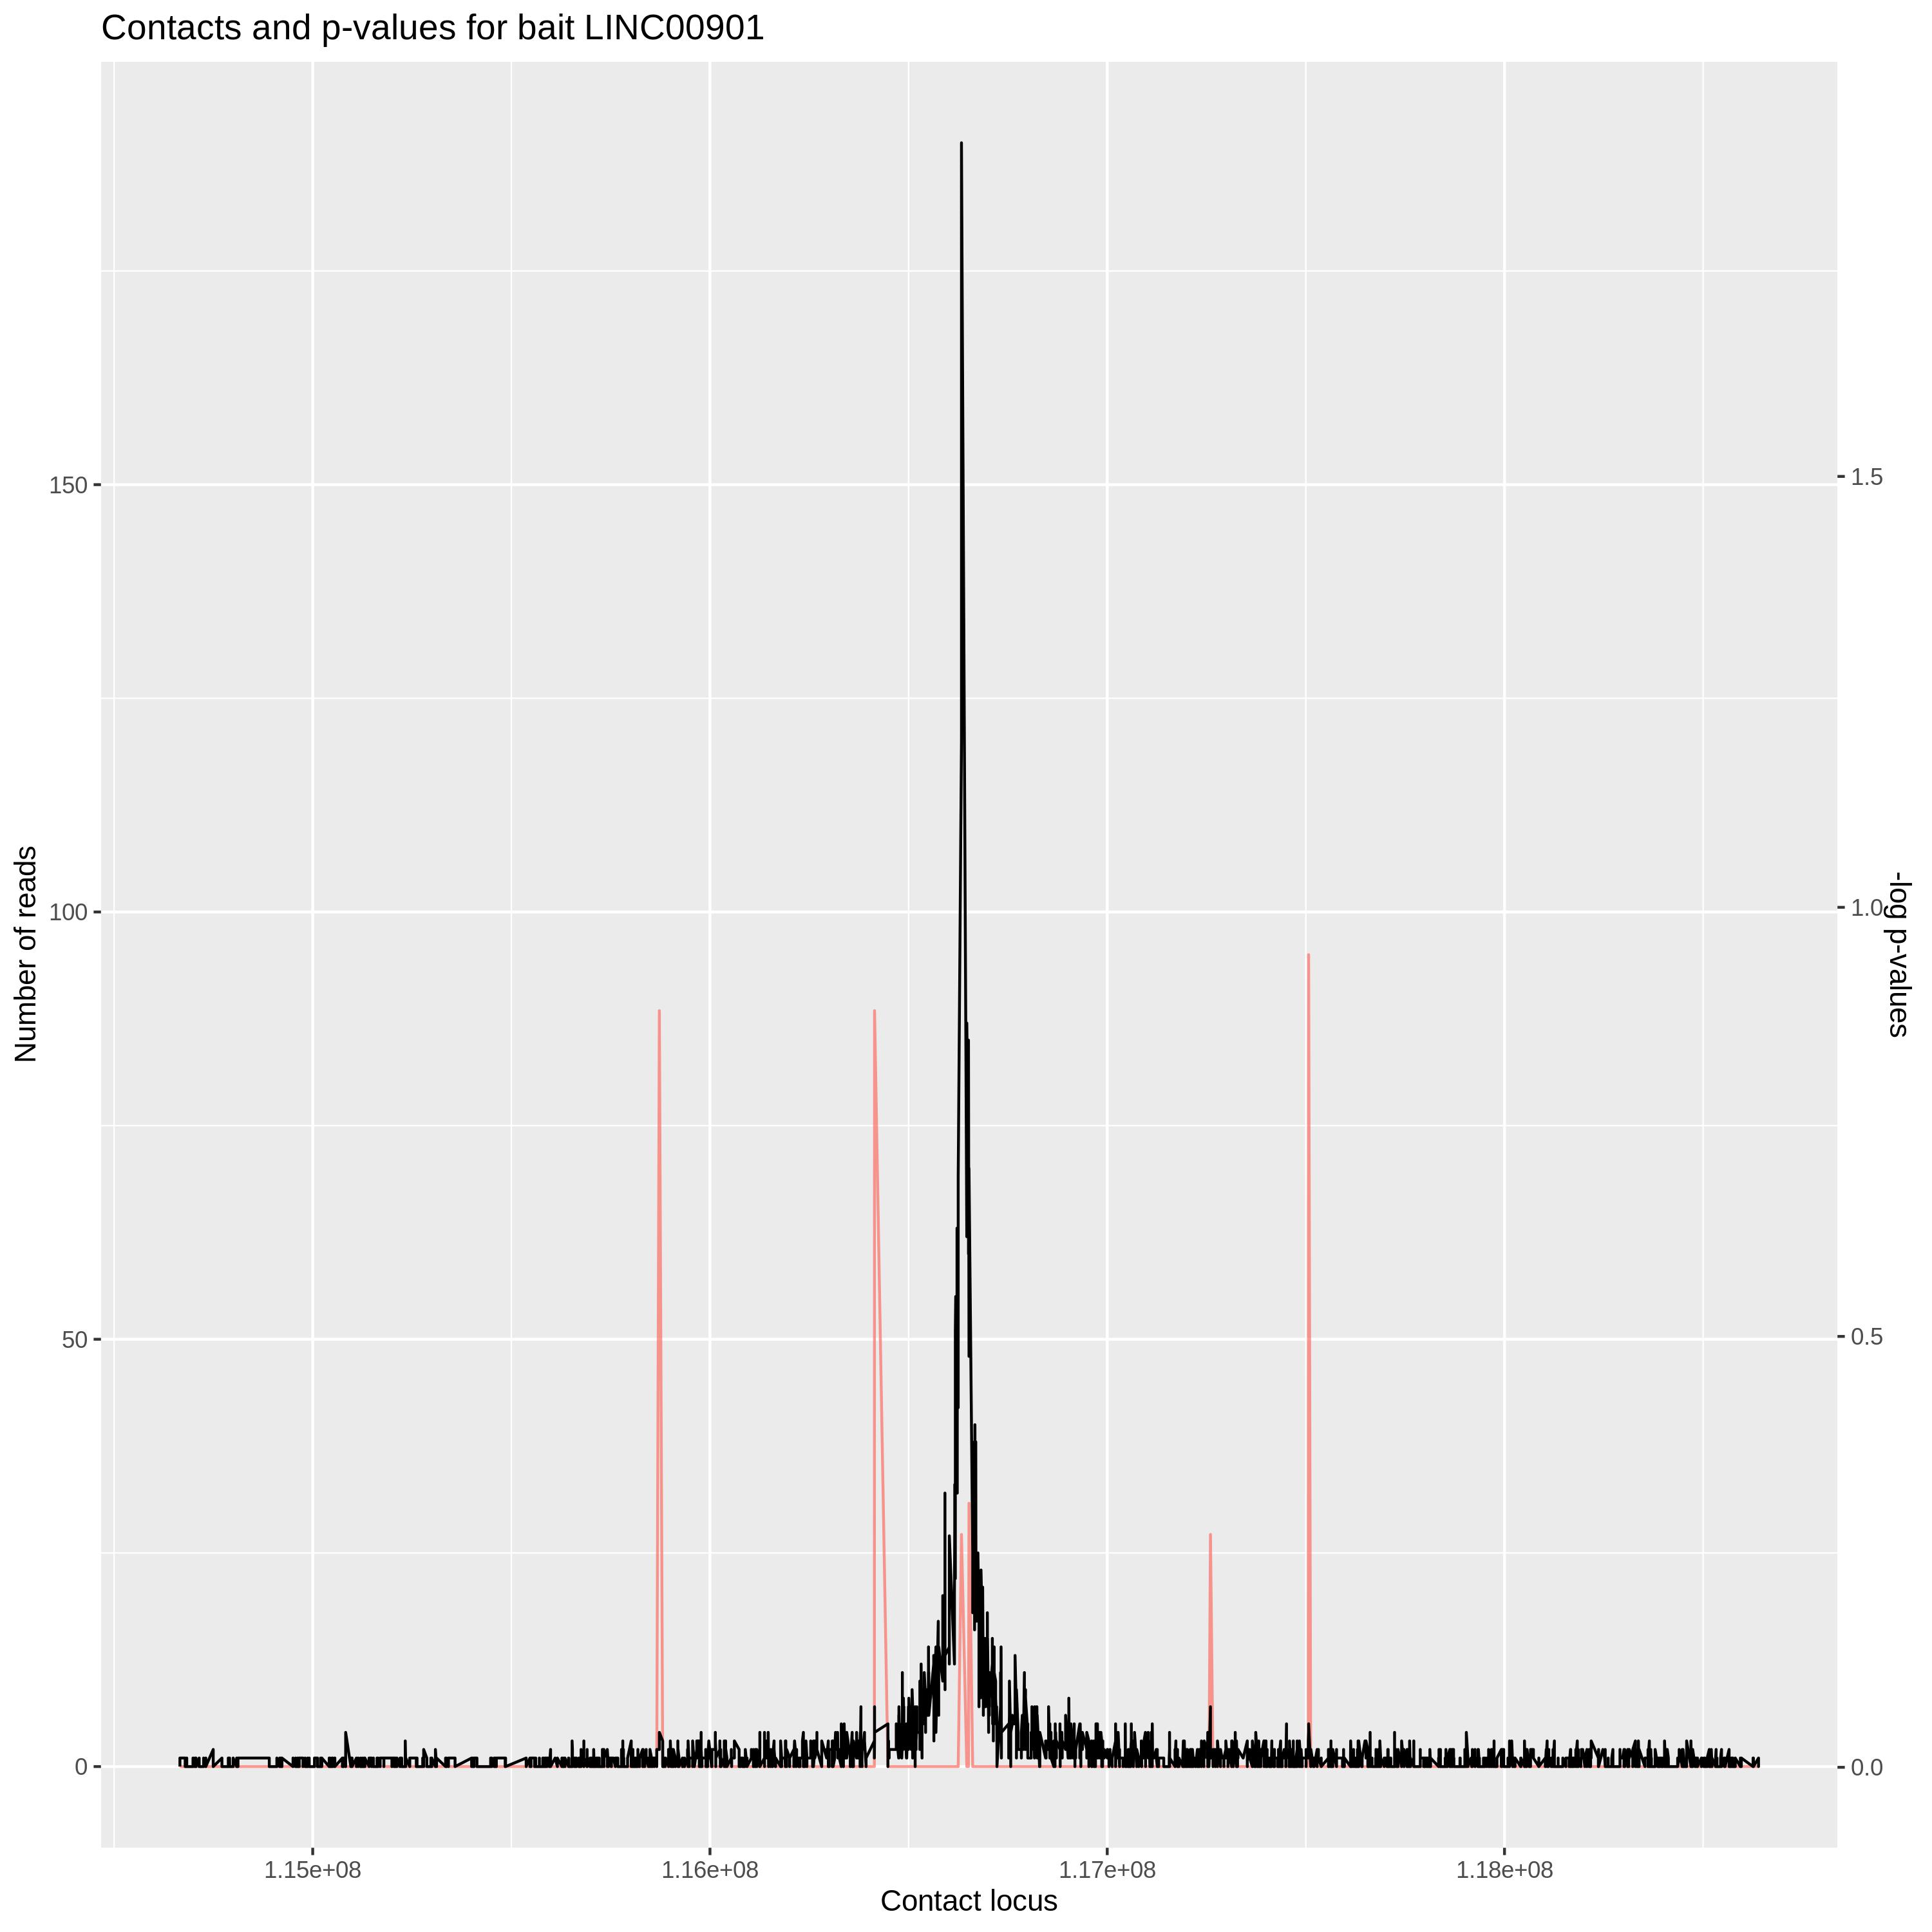 Contacts and p-values for bait LINC00901
Number of reads
150
100
50
0
1.5
1.0
0.5
0.0
-log p-values
1.15e+08
1.16e+08
1.17e+08
1.18e+08
Contact locus